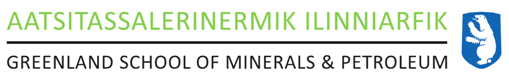 AATSITASSALERINERMIK ILINNIARFIK
GREENLAND SCHOOL OF MINERALS & PETROLEUM